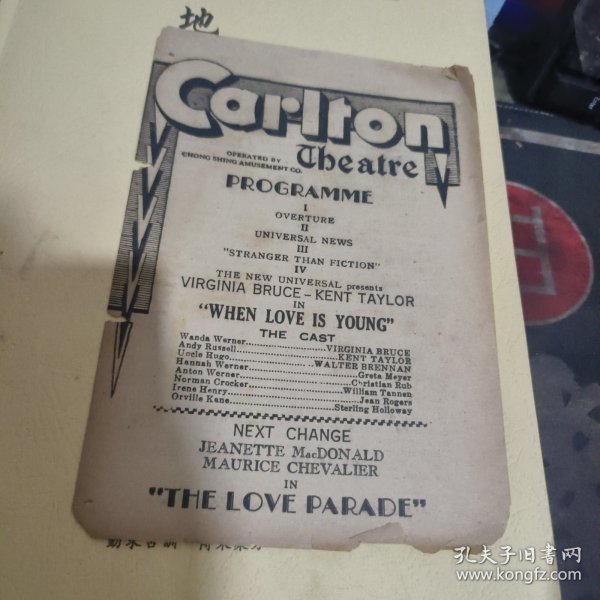 地
Carlton
Theatre
OPERATED BY
CHONG SHING AMUSEMENT CO.
PROGRAMME
I
OVERTURE
II
UNIVERSAL NEWS
III
"STRANGER THAN FICTION"
IV
THE NEW UNIVERSAL presents
VIRGINIA BRUCE - KENT TAYLOR
IN
"WHEN LOVE IS YOUNG"
THE CAST
Wanda Werner..........VIRGINIA BRUCE
Andy Russell..........KENT TAYLOR
Uncle Hugo..........WALTER BRENNAN
Hannah Werner..........Greta Meyer
Anton Werner..........Christian Rub
Norman Crocker..........William Tannen
Irene Henry..........Jean Rogers
Orville Kane..........Sterling Holloway
NEXT CHANGE
JEANETTE MacDONALD
MAURICE CHEVALIER
IN
"THE LOVE PARADE"
孔夫子旧书网
www.kongfz.com